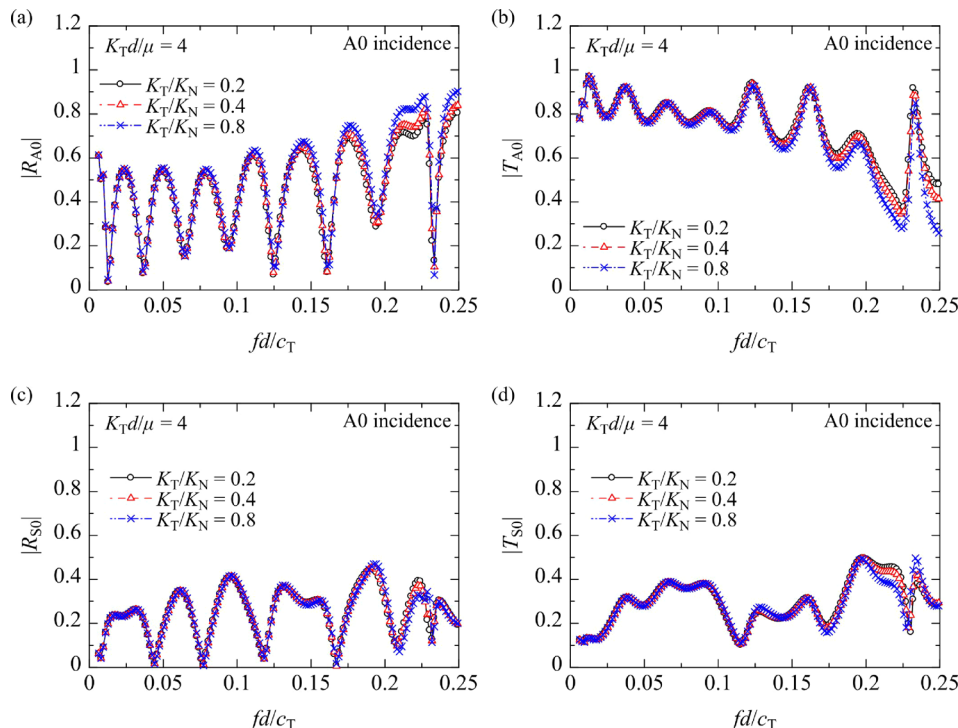 (a)
K_T d/μ = 4
A0 incidence
K_T/K_N = 0.2
K_T/K_N = 0.4
K_T/K_N = 0.8
|R_A0|
1.2
1
0.8
0.6
0.4
0.2
0
0 0.05 0.1 0.15 0.2 0.25
fd/c_T
(b)
K_T d/μ = 4
A0 incidence
|T_A0|
1.2
1
0.8
0.6
0.4
0.2
0
K_T/K_N = 0.2
K_T/K_N = 0.4
K_T/K_N = 0.8
0 0.05 0.1 0.15 0.2 0.25
fd/c_T
(c)
K_T d/μ = 4
A0 incidence
K_T/K_N = 0.2
K_T/K_N = 0.4
K_T/K_N = 0.8
|R_S0|
1.2
1
0.8
0.6
0.4
0.2
0
0 0.05 0.1 0.15 0.2 0.25
fd/c_T
(d)
K_T d/μ = 4
A0 incidence
K_T/K_N = 0.2
K_T/K_N = 0.4
K_T/K_N = 0.8
|T_S0|
1.2
1
0.8
0.6
0.4
0.2
0
0 0.05 0.1 0.15 0.2 0.25
fd/c_T